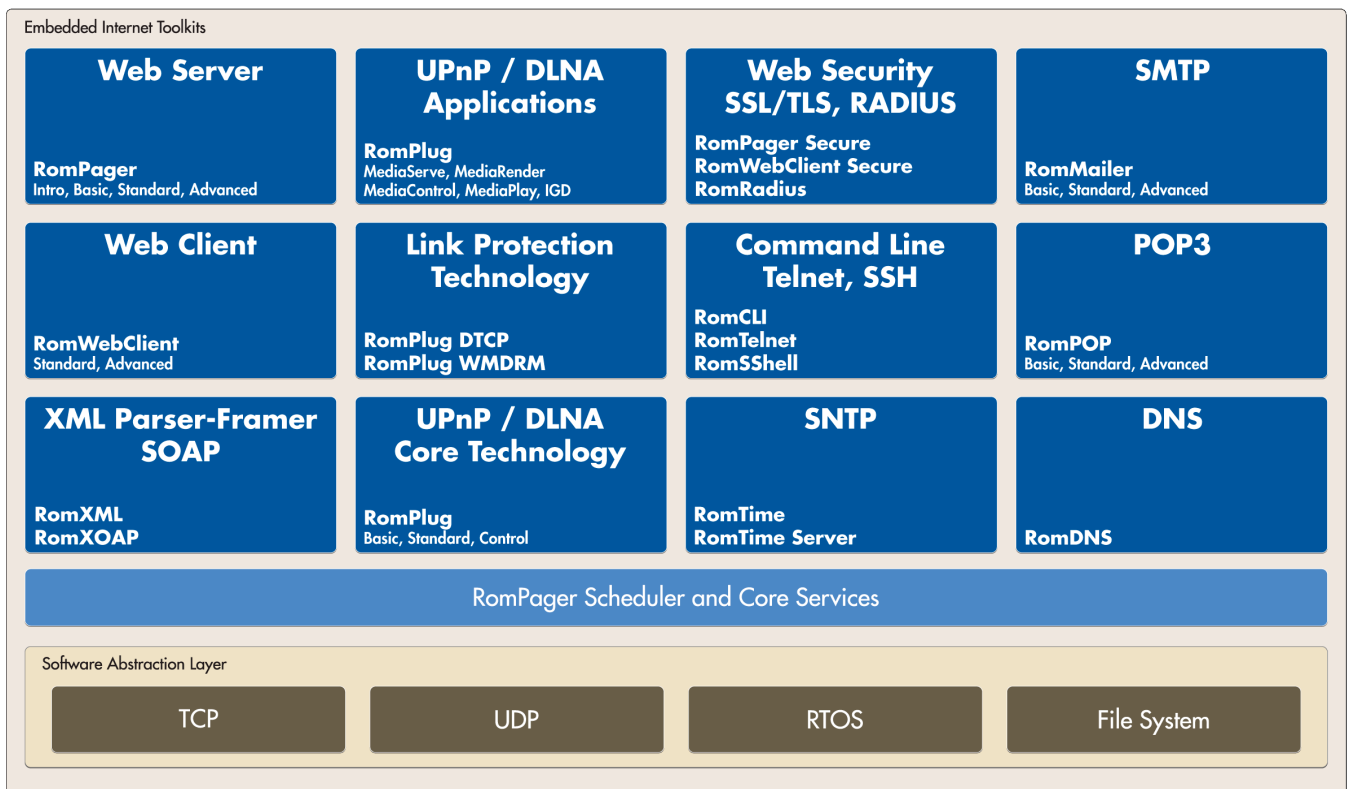 Embedded Internet Toolkits
Web Server
RomPager
Intro, Basic, Standard, Advanced
UPnP / DLNA
Applications
RomPlug
MediaServe, MediaRender
MediaControl, MediaPlay, IGD
Web Security
SSL/TLS, RADIUS
RomPager Secure
RomWebClient Secure
RomRadius
SMTP
RomMailer
Basic, Standard, Advanced
Web Client
RomWebClient
Standard, Advanced
Link Protection
Technology
RomPlug DTCP
RomPlug WMDRM
Command Line
Telnet, SSH
RomCLI
RomTelnet
RomSShell
POP3
RomPOP
Basic, Standard, Advanced
XML Parser-Framer
SOAP
RomXML
RomXOAP
UPnP / DLNA
Core Technology
RomPlug
Basic, Standard, Control
SNTP
RomTime
RomTime Server
DNS
RomDNS
RomPager Scheduler and Core Services
Software Abstraction Layer
TCP
UDP
RTOS
File System